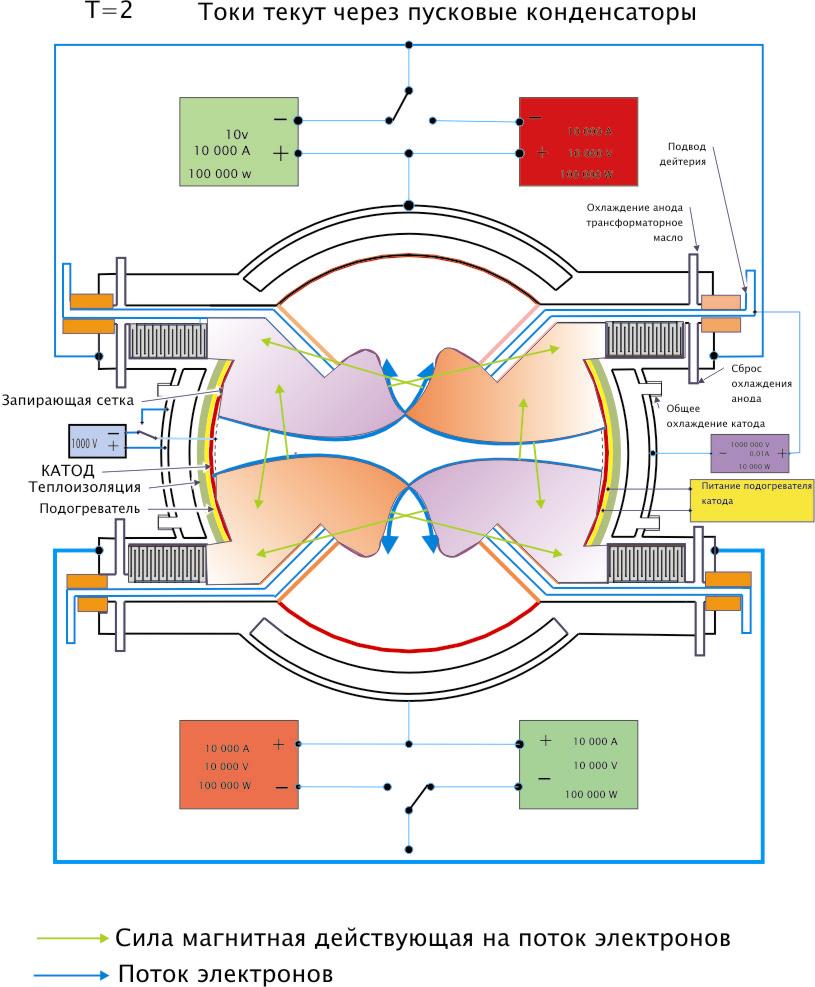 T=2 Токи текут через пусковые конденсаторы
10v
10 000 A
100 000 w
−
+
−
+
10 000 A
10 000 V
100 000 W
Подвод
дейтерия
Охлаждение анода
трансформаторное
масло
Сброс
охлаждения
анода
Общее
охлаждение катода
Запирающая сетка
1000 V
−
+
КАТОД
Теплоизоляция
Подогреватель
1000 000 V
− 0.01A +
10 000 W
Питание подогревателя
катода
10 000 A
10 000 V
100 000 W
+
−
+
−
10 000 A
10 000 V
100 000 W
Сила магнитная действующая на поток электронов
Поток электронов